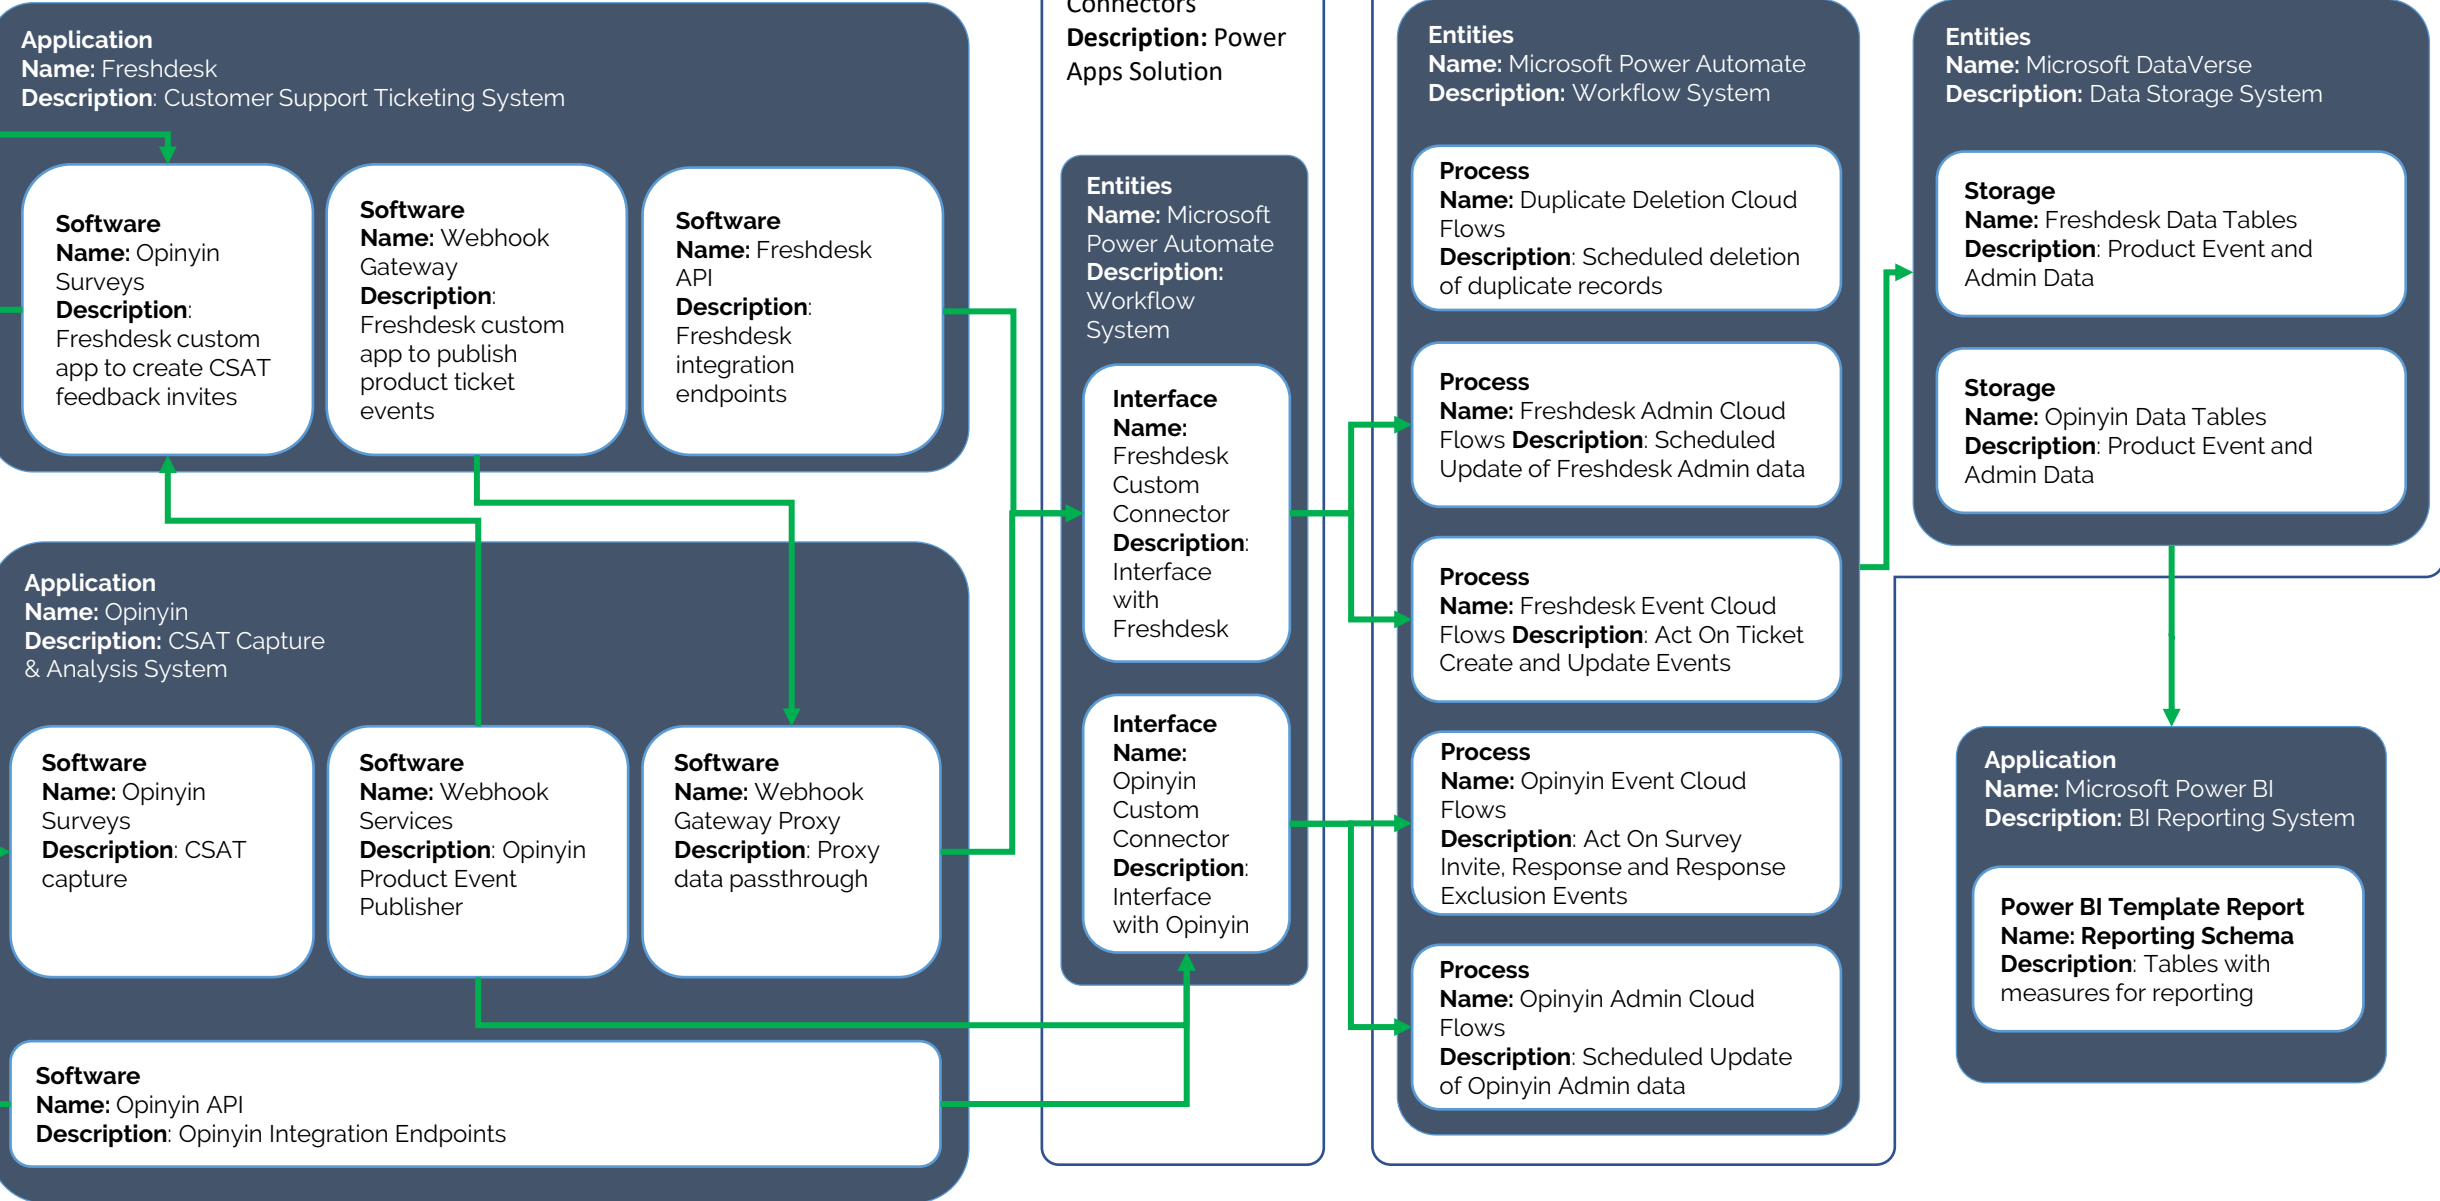 Application
Name: Freshdesk
Description: Customer Support Ticketing System
Software
Name: Opinyin
Surveys
Description:
Freshdesk custom
app to create CSAT
feedback invites
Software
Name: Webhook
Gateway
Description:
Freshdesk custom
app to publish
product ticket
events
Software
Name: Freshdesk
API
Description:
Freshdesk
integration
endpoints
Application
Name: Opinyin
Description: CSAT Capture
& Analysis System
Software
Name: Opinyin
Surveys
Description: CSAT
capture
Software
Name: Webhook
Services
Description: Opinyin
Product Event
Publisher
Software
Name: Webhook
Gateway Proxy
Description: Proxy
data passthrough
Software
Name: Opinyin API
Description: Opinyin Integration Endpoints
Connectors
Description: Power
Apps Solution
Entities
Name: Microsoft
Power Automate
Description:
Workflow
System
Interface
Name:
Freshdesk
Custom
Connector
Description:
Interface
with
Freshdesk
Interface
Name:
Opinyin
Custom
Connector
Description:
Interface
with Opinyin
Entities
Name: Microsoft Power Automate
Description: Workflow System
Process
Name: Duplicate Deletion Cloud
Flows
Description: Scheduled deletion
of duplicate records
Process
Name: Freshdesk Admin Cloud
Flows Description: Scheduled
Update of Freshdesk Admin data
Process
Name: Freshdesk Event Cloud
Flows Description: Act On Ticket
Create and Update Events
Process
Name: Opinyin Event Cloud
Flows
Description: Act On Survey
Invite, Response and Response
Exclusion Events
Process
Name: Opinyin Admin Cloud
Flows
Description: Scheduled Update
of Opinyin Admin data
Entities
Name: Microsoft DataVerse
Description: Data Storage System
Storage
Name: Freshdesk Data Tables
Description: Product Event and
Admin Data
Storage
Name: Opinyin Data Tables
Description: Product Event and
Admin Data
Application
Name: Microsoft Power BI
Description: BI Reporting System
Power BI Template Report
Name: Reporting Schema
Description: Tables with
measures for reporting